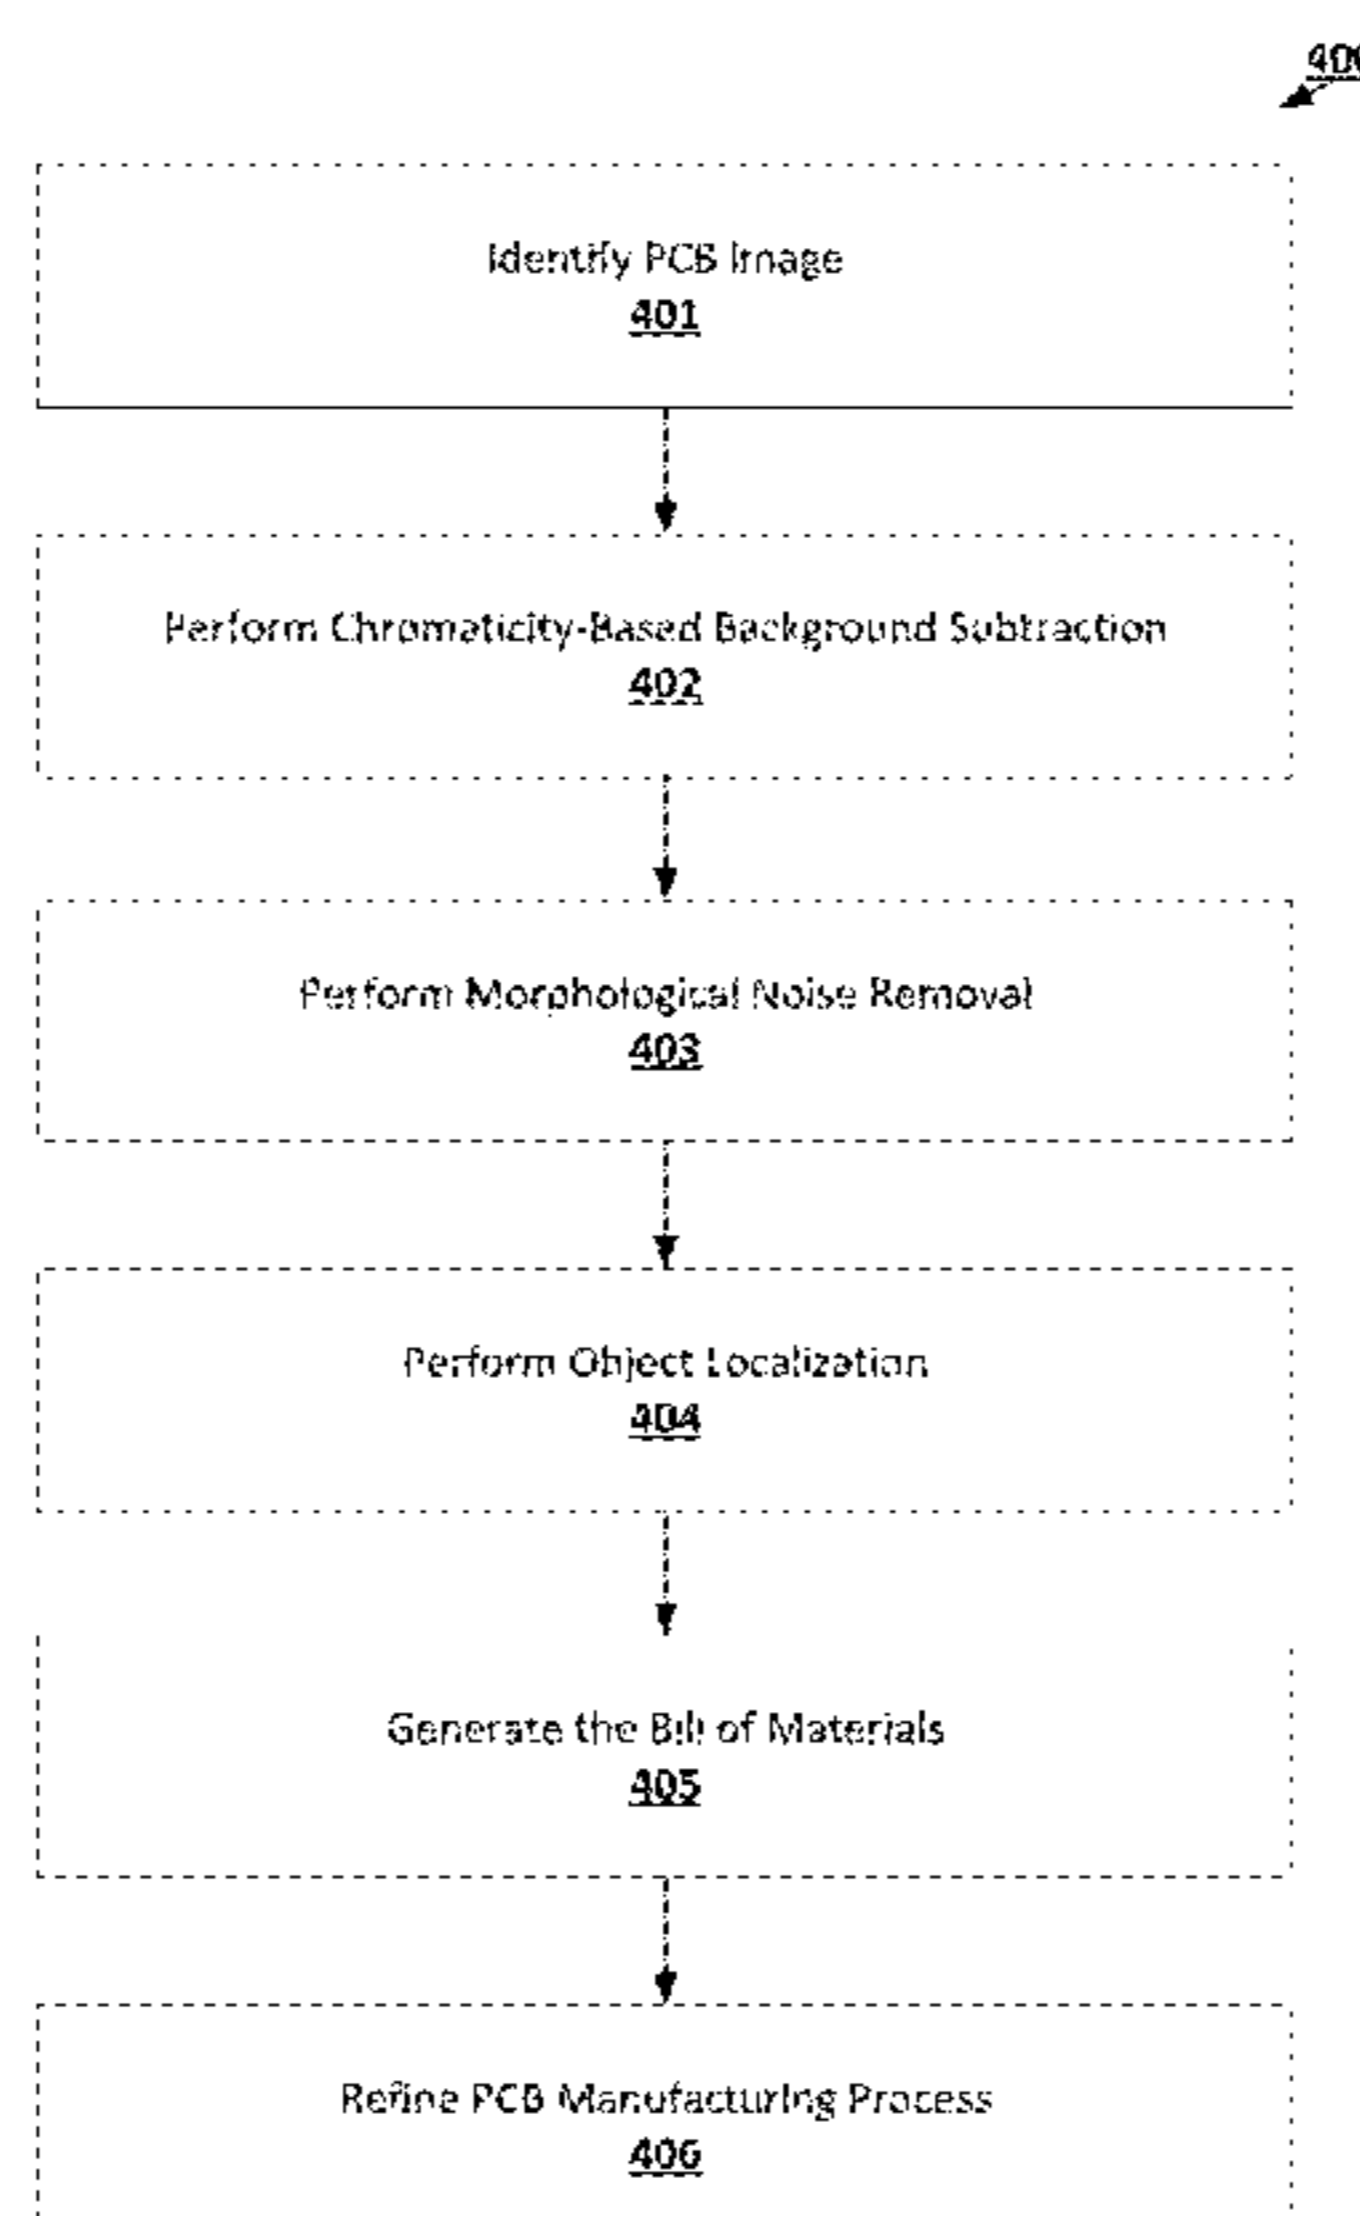 400
Identify PCB Image
401
Perform Chromaticity-Based Background Subtraction
402
Perform Morphological Noise Removal
403
Perform Object Localization
404
Generate the Bill of Materials
405
Refine PCB Manufacturing Process
406